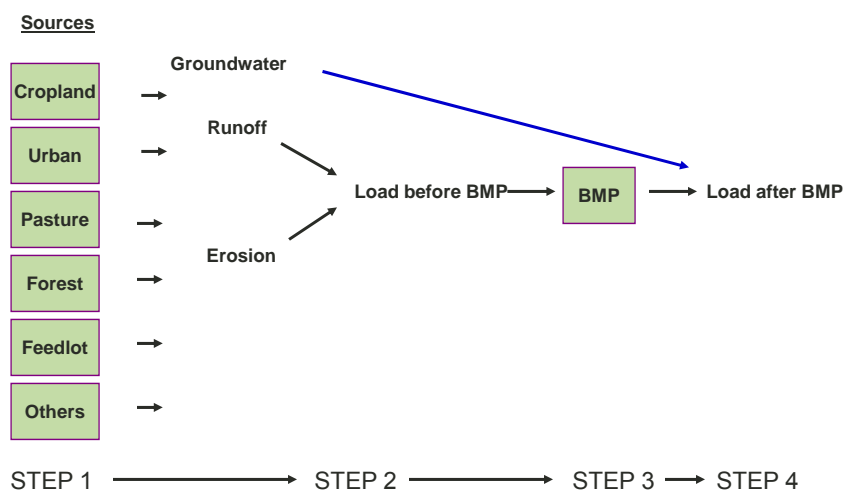 Sources
Cropland
Urban
Pasture
Forest
Feedlot
Others
Groundwater
Runoff
Erosion
Load before BMP
BMP
Load after BMP
STEP 1
STEP 2
STEP 3
STEP 4